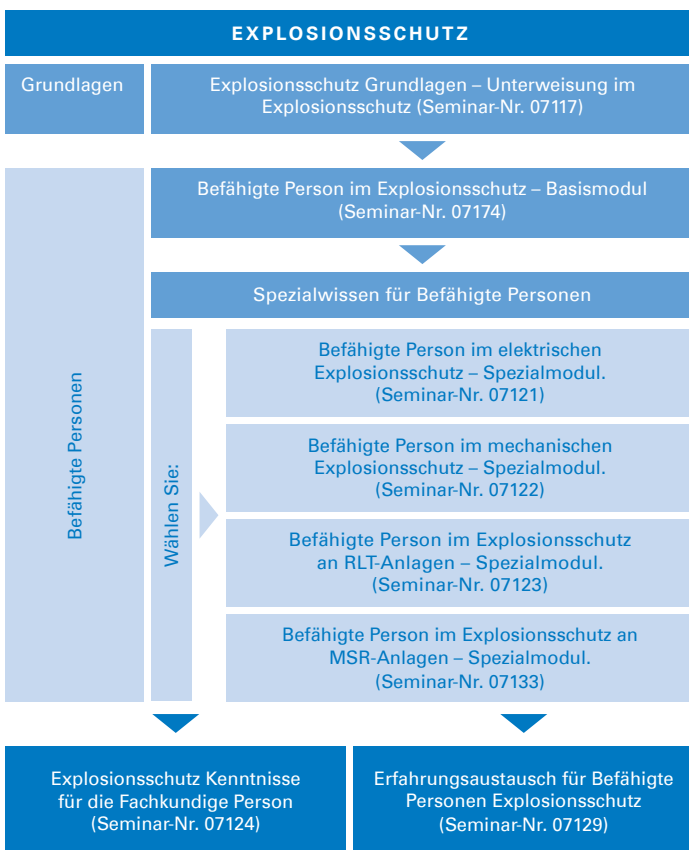 EXPLOSIONSSCHUTZ
Grundlagen
Explosionsschutz Grundlagen – Unterweisung im
Explosionsschutz (Seminar-Nr. 07117)
Befähigte Person im Explosionsschutz – Basismodul
(Seminar-Nr. 07174)
Spezialwissen für Befähigte Personen
Befähigte Personen
Wählen Sie:
Befähigte Person im elektrischen
Explosionsschutz – Spezialmodul.
(Seminar-Nr. 07121)
Befähigte Person im mechanischen
Explosionsschutz – Spezialmodul.
(Seminar-Nr. 07122)
Befähigte Person im Explosionsschutz
an RLT-Anlagen – Spezialmodul.
(Seminar-Nr. 07123)
Befähigte Person im Explosionsschutz an
MSR-Anlagen – Spezialmodul.
(Seminar-Nr. 07133)
Explosionsschutz Kenntnisse
für die Fachkundige Person
(Seminar-Nr. 07124)
Erfahrungsaustausch für Befähigte
Personen Explosionsschutz
(Seminar-Nr. 07129)